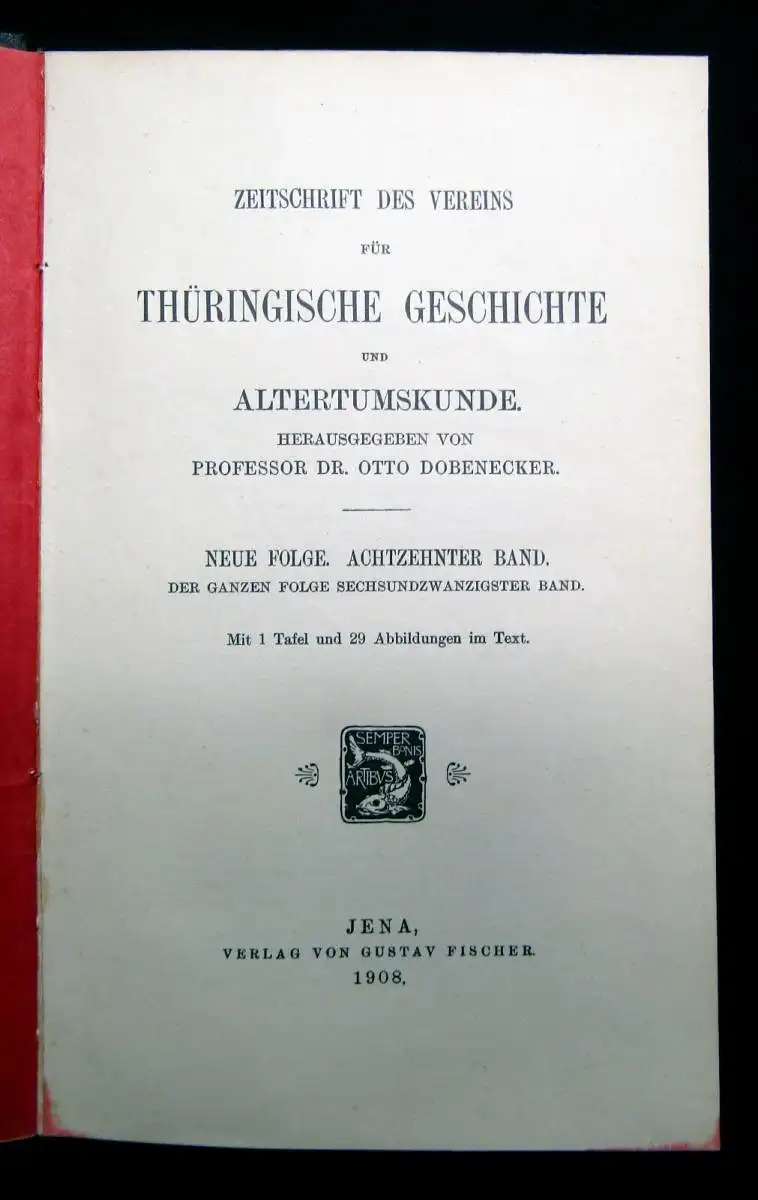 ZEITSCHRIFT DES VEREINS
FÜR
THÜRINGISCHE GESCHICHTE
UND
ALTERTUMSKUNDE.
HERAUSGEGEBEN VON
PROFESSOR DR. OTTO DOBENECKER.
NEUE FOLGE. ACHTZEHNTER BAND.
DER GANZEN FOLGE SECHSUNDZWANZIGSTER BAND.
Mit 1 Tafel und 29 Abbildungen im Text.
SEMPER
BONIS
ARTIBVS
JENA,
VERLAG VON GUSTAV FISCHER.
1908.